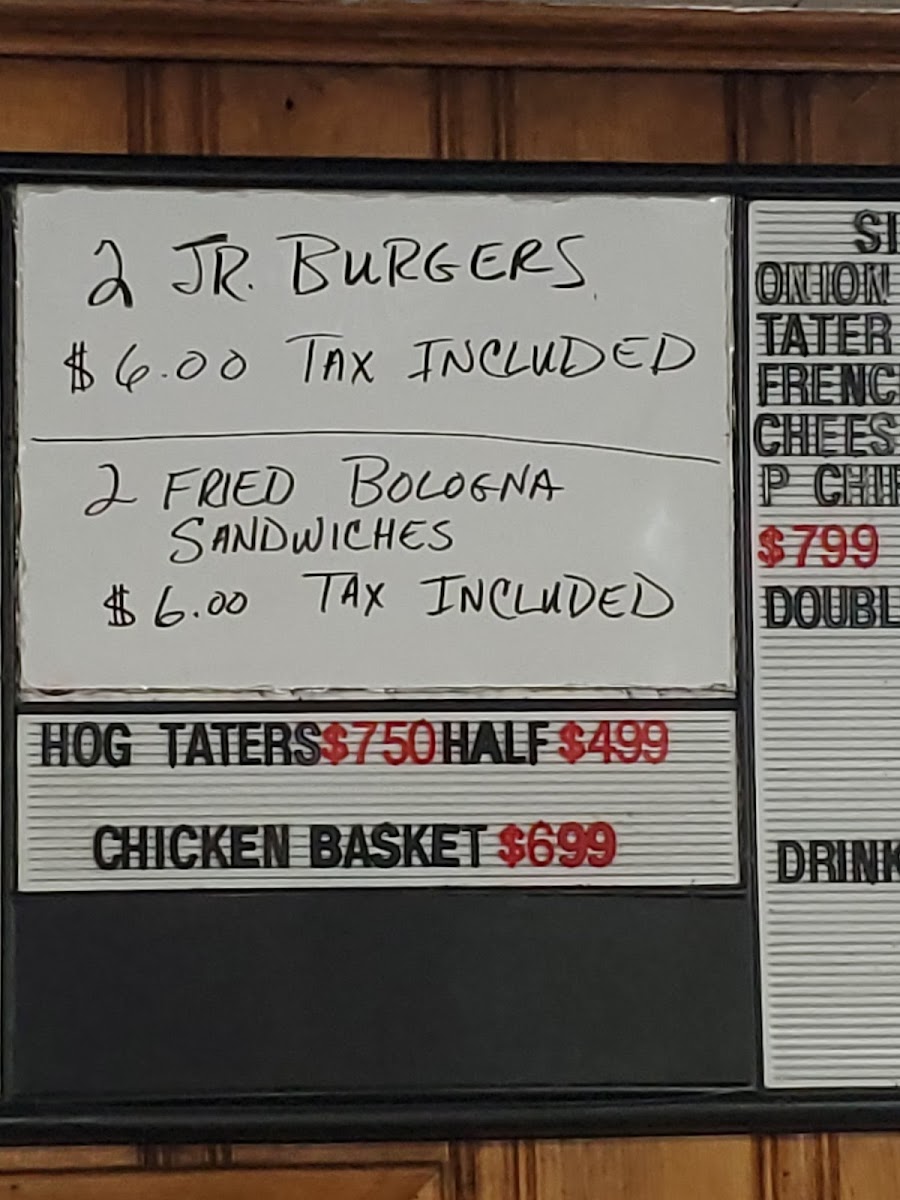 2 JR. BURGERS
$6.00 TAX INCLUDED
2 FRIED BOLOGNA
SANDWICHES
$6.00 TAX INCLUDED
HOG TATERS $750 HALF $499
CHICKEN BASKET $699
ONION
TATER
P
$799